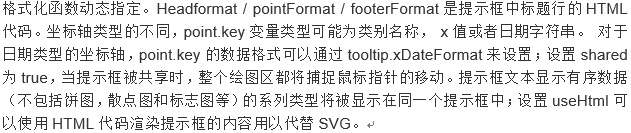 格式化函数动态指定。Headformat / pointFormat / footerFormat 是提示框中标题行的 HTML
代码。坐标轴类型的不同，point.key 变量类型可能为类别名称， x 值或者日期字符串。 对于
日期类型的坐标轴，point.key 的数据格式可以通过 tooltip.xDateFormat 来设置；设置 shared
为 true，当提示框被共享时，整个绘图区都将捕捉鼠标指针的移动。提示框文本显示有序数据
（不包括饼图，散点图和标志图等）的系列类型将被显示在同一个提示框中；设置 useHtml 可
以使用 HTML 代码渲染提示框的内容用以代替 SVG。↵